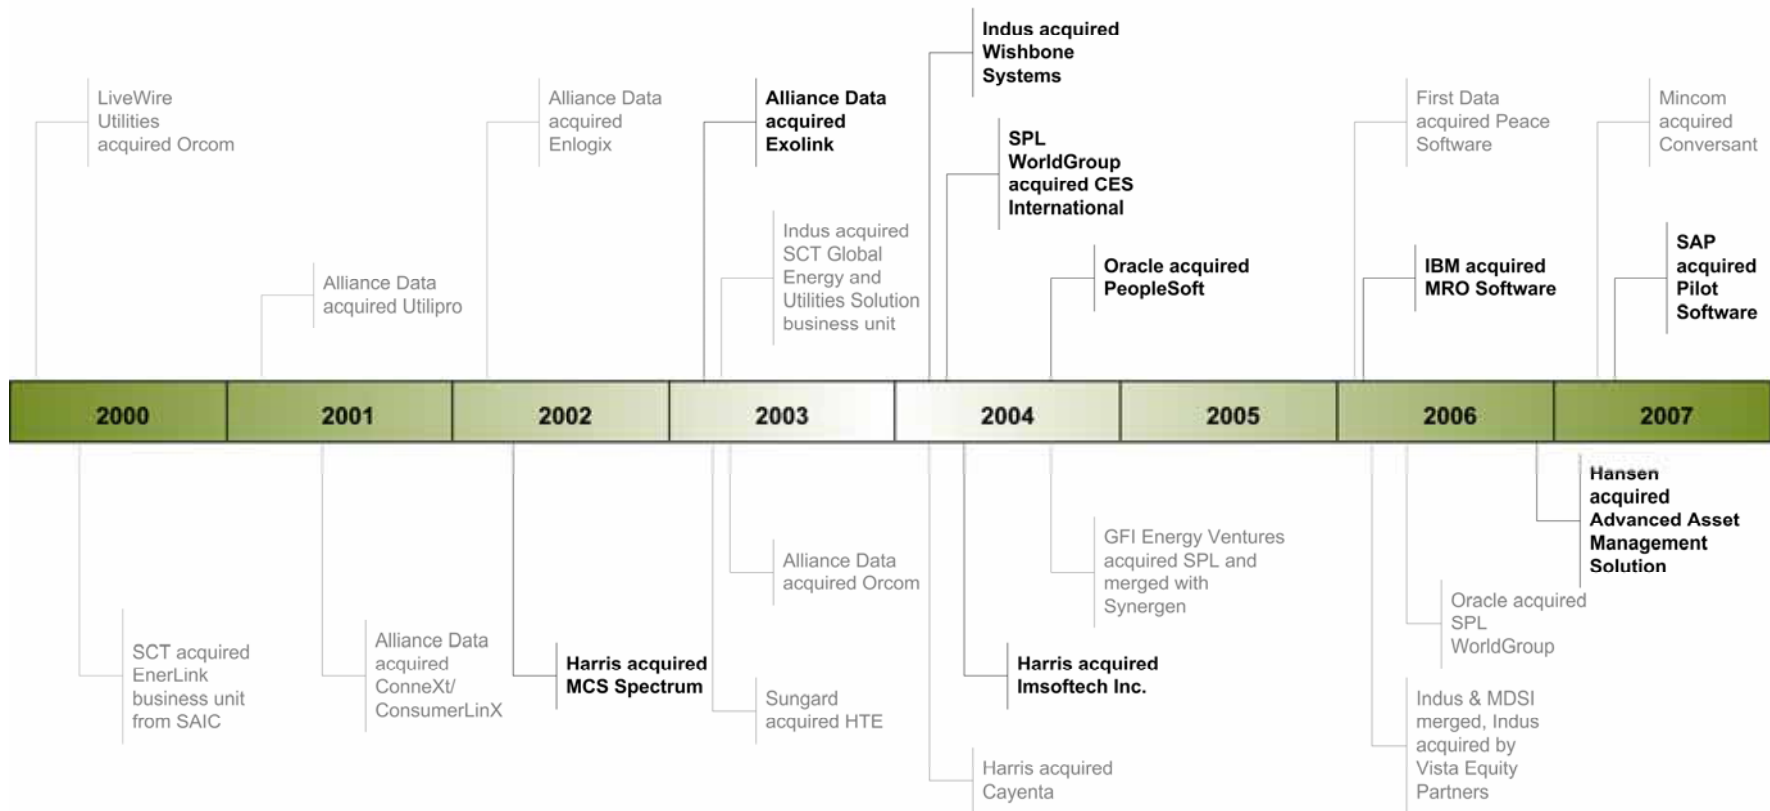 Indus acquired
Wishbone
Systems
LiveWire
Utilities
acquired Orcom
Alliance Data
acquired
Enlogix
Alliance Data
acquired
Exolink
SPL
WorldGroup
acquired CES
International
First Data
acquired Peace
Software
Mincom
acquired
Conversant
Alliance Data
acquired Utilipro
Indus acquired
SCT Global
Energy and
Utilities Solution
business unit
Oracle acquired
PeopleSoft
IBM acquired
MRO Software
SAP
acquired
Pilot
Software
2000
2001
2002
2003
2004
2005
2006
2007
SCT acquired
EnerLink
business unit
from SAIC
Alliance Data
acquired
ConneXt/
ConsumerLinX
Harris acquired
MCS Spectrum
Alliance Data
acquired Orcom
Sungard
acquired HTE
Harris acquired
Cayenta
Harris acquired
Imsoftech Inc.
GFI Energy Ventures
acquired SPL and
merged with
Synergen
Indus & MDSI
merged, Indus
acquired by
Vista Equity
Partners
Oracle acquired
SPL
WorldGroup
Hansen
acquired
Advanced Asset
Management
Solution